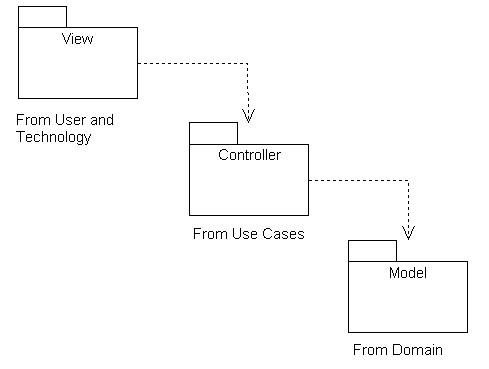 View
From User and
Technology
Controller
From Use Cases
Model
From Domain